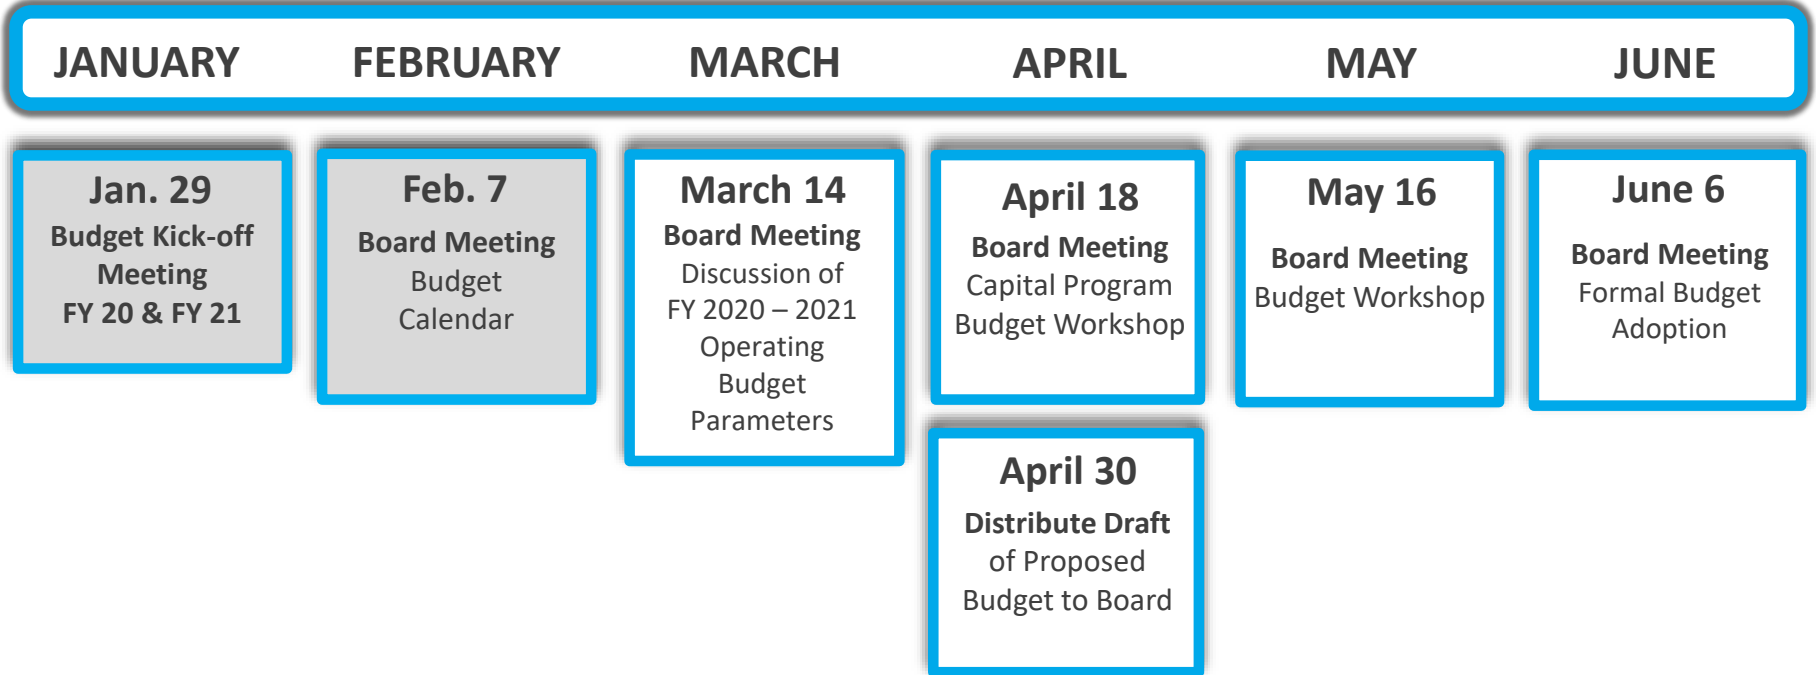 JANUARY FEBRUARY MARCH APRIL MAY JUNE
Jan. 29
Budget Kick-off
Meeting
FY 20 & FY 21
Feb. 7
Board Meeting
Budget
Calendar
March 14
Board Meeting
Discussion of
FY 2020 – 2021
Operating
Budget
Parameters
April 18
Board Meeting
Capital Program
Budget Workshop
April 30
Distribute Draft
of Proposed
Budget to Board
May 16
Board Meeting
Budget Workshop
June 6
Board Meeting
Formal Budget
Adoption